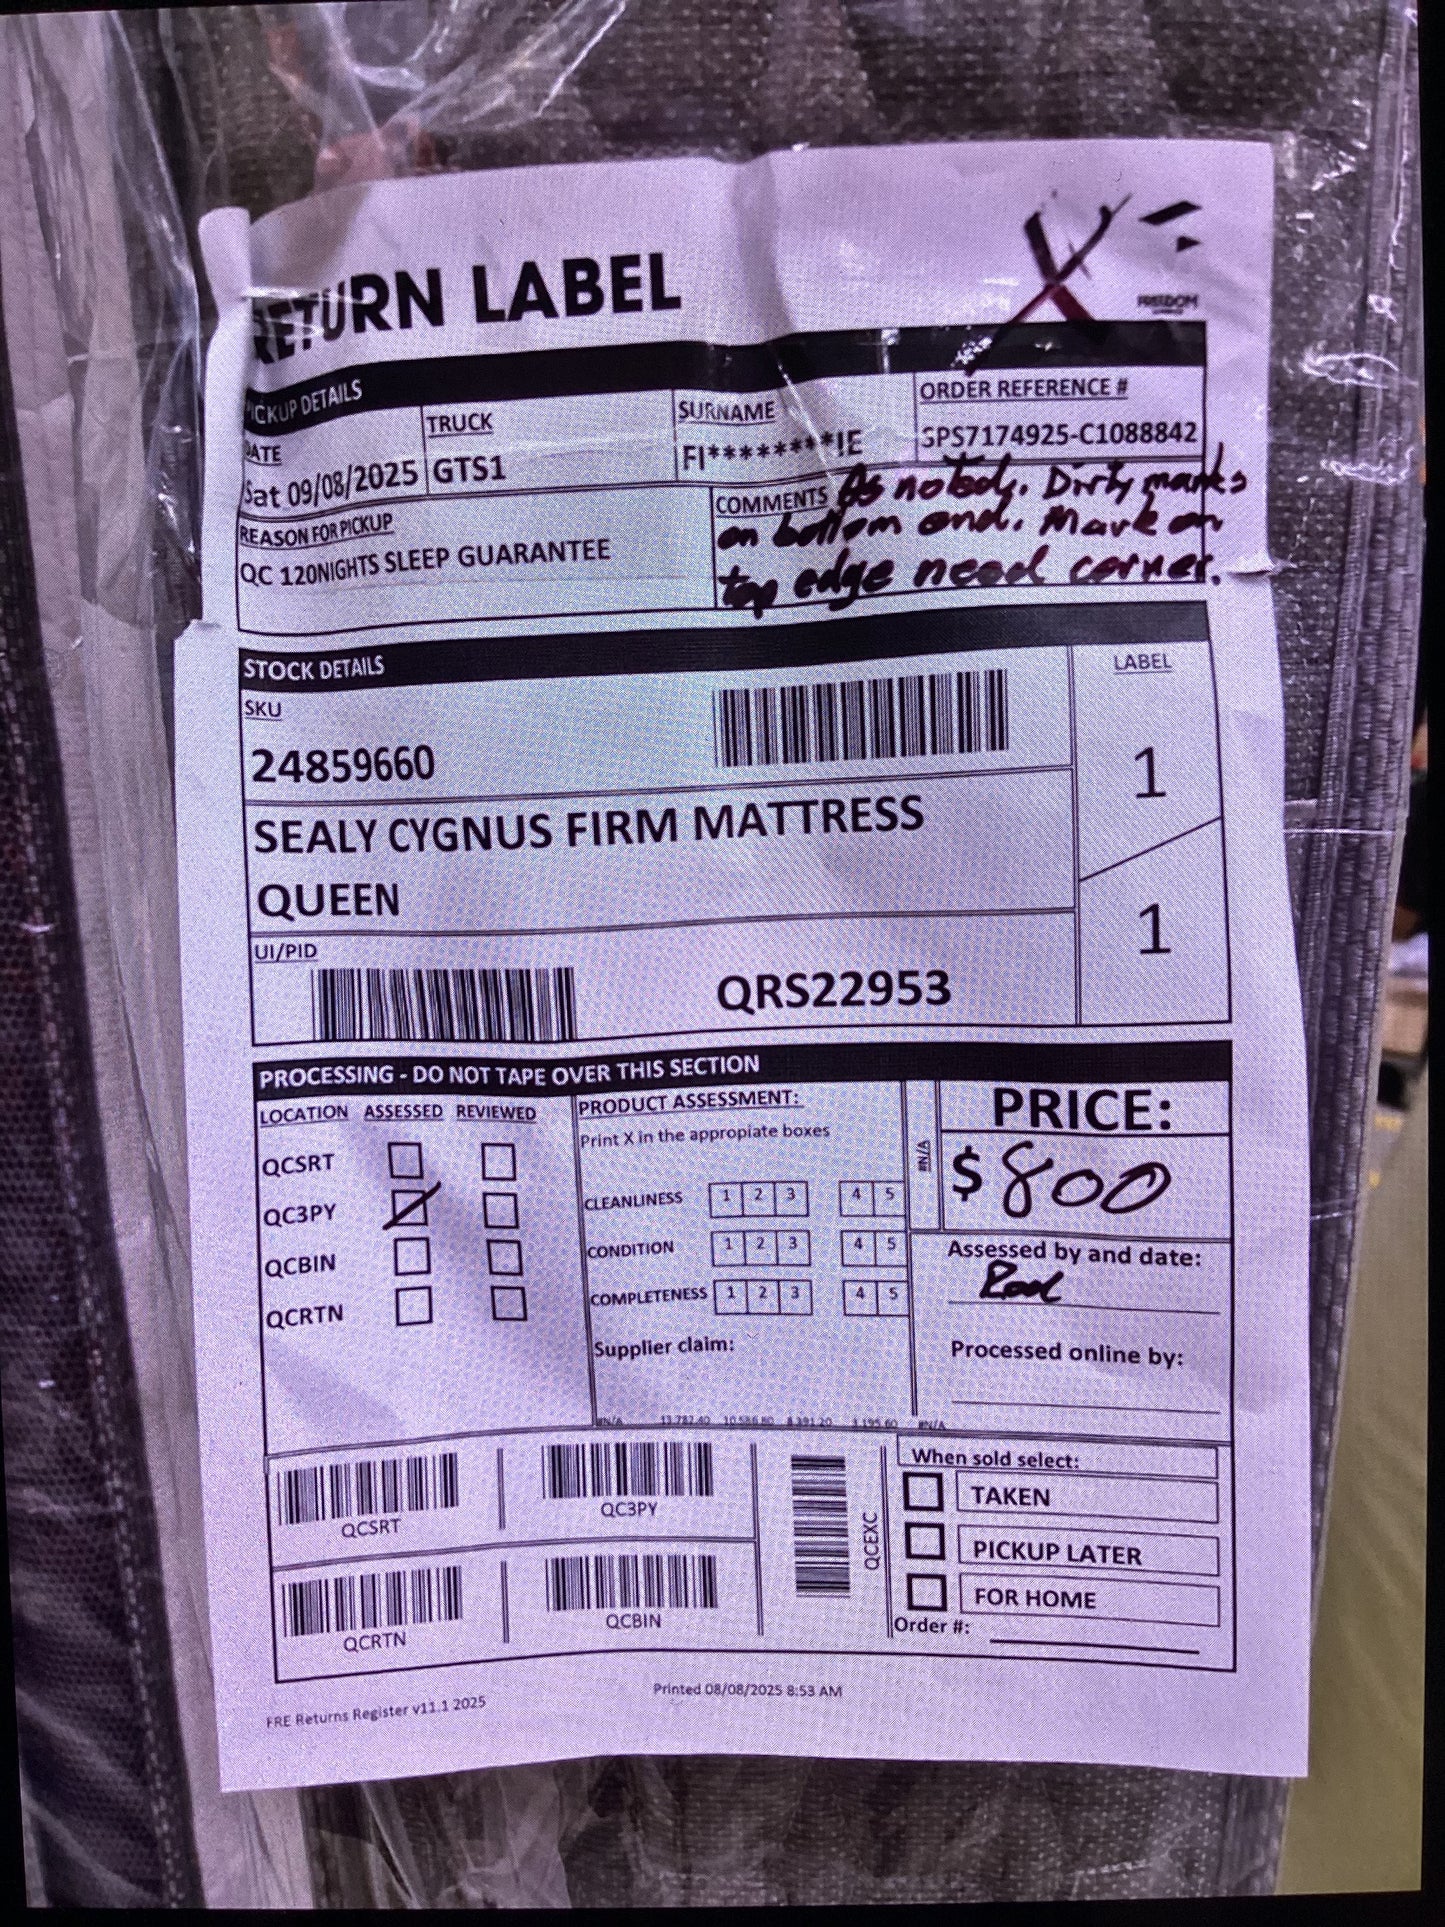 RETURN LABEL
FREEDOM
PICKUP DETAILS
DATE
TRUCK
SURNAME
ORDER REFERENCE #
Sat 09/08/2025
GTS1
FI********IE
SPS7174925-C1088842
REASON FOR PICKUP
QC 120NIGHTS SLEEP GUARANTEE
COMMENTS As noted. Dirty marks
on bottom end. Mark on
top edge near corner.
STOCK DETAILS
LABEL
SKU
24859660
1
SEALY CYGNUS FIRM MATTRESS
QUEEN
1
UI/PID
QRS22953
PROCESSING - DO NOT TAPE OVER THIS SECTION
LOCATION ASSESSED REVIEWED
QCSRT
QC3PY
QCBIN
QCRTN
PRODUCT ASSESSMENT:
Print X in the appropiate boxes
CLEANLINESS 1 2 3 4 5
CONDITION 1 2 3 4 5
COMPLETENESS 1 2 3 4 5
Supplier claim:
#N/A
#N/A #N/A
PRICE:
$ 800
Assessed by and date:
Processed online by:
QCSRT
QC3PY
QCRTN
QCBIN
QCEXC
When sold select:
TAKEN
PICKUP LATER
FOR HOME
Order #:
FRE Returns Register v11.1 2025
Printed 08/08/2025 8:53 AM